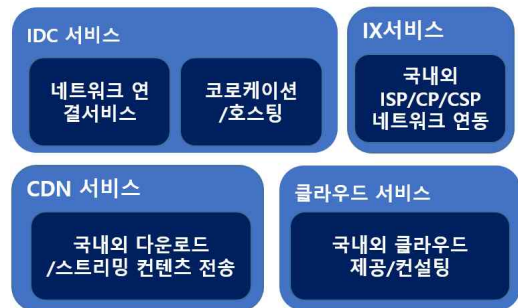 IDC 서비스
네트워크 연
결서비스
코로케이션
/호스팅
IX서비스
국내외
ISP/CP/CSP
네트워크 연동
CDN 서비스
국내외 다운로드
/스트리밍 컨텐츠 전송
클라우드 서비스
국내외 클라우드
제공/컨설팅